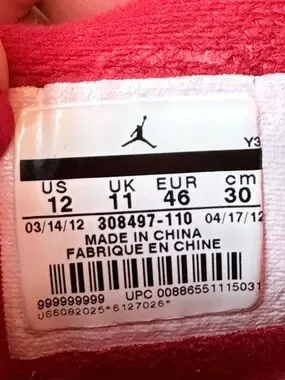 Y3
US UK EUR cm
12 11 46 30
03/14/12 308497-110 04/17/12
MADE IN CHINA
FABRIQUE EN CHINE
999999999 UPC 00886551115031
US6082025*6127026*